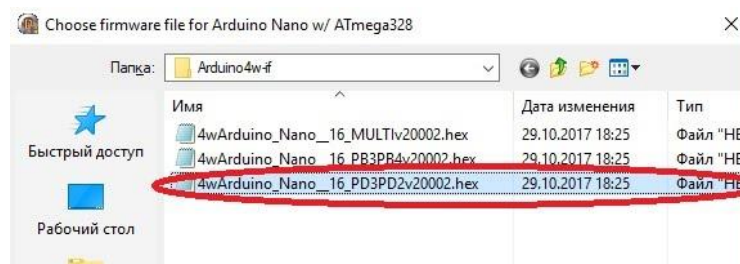 Choose firmware file for Arduino Nano w/ ATmega328
Папка: Arduino4w-if
Имя Дата изменения Тип
4wArduino_Nano__16_MULTIv20002.hex 29.10.2017 18:25 Файл "HE
4wArduino_Nano__16_PB3PB4v20002.hex 29.10.2017 18:25 Файл "HE
4wArduino_Nano__16_PD3PD2v20002.hex 29.10.2017 18:25 Файл "HE
Быстрый доступ
Рабочий стол